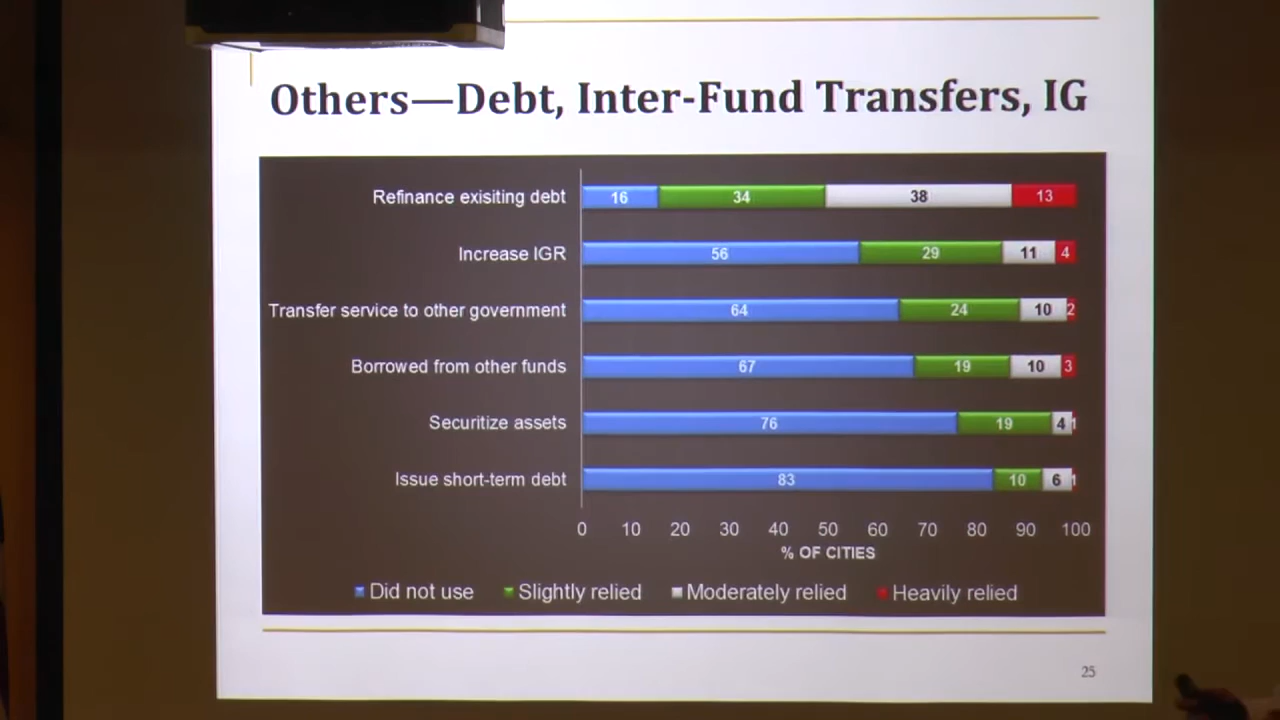 Others—Debt, Inter-Fund Transfers, IG
Refinance exisiting debt 16 34 38 13
Increase IGR 56 29 11 4
Transfer service to other government 64 24 10 2
Borrowed from other funds 67 19 10 3
Securitize assets 76 19 4 1
Issue short-term debt 83 10 6 1
0 10 20 30 40 50 60 70 80 90 100
% OF CITIES
Did not use Slightly relied Moderately relied Heavily relied
25